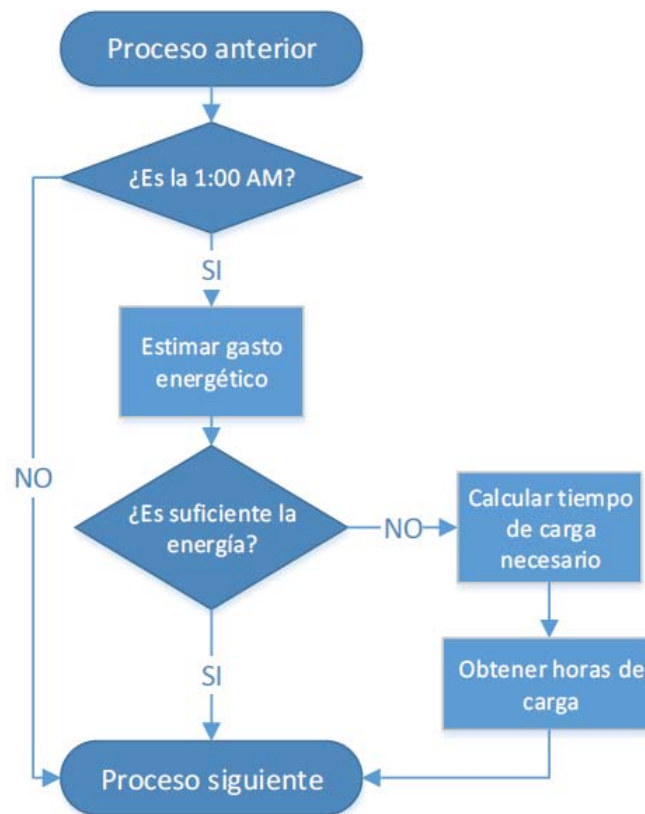 Proceso anterior
¿Es la 1:00 AM?
SI
Estimar gasto
energético
NO
¿Es suficiente la
energía?
NO
Calcular tiempo
de carga
necesario
SI
Obtener horas de
carga
Proceso siguiente